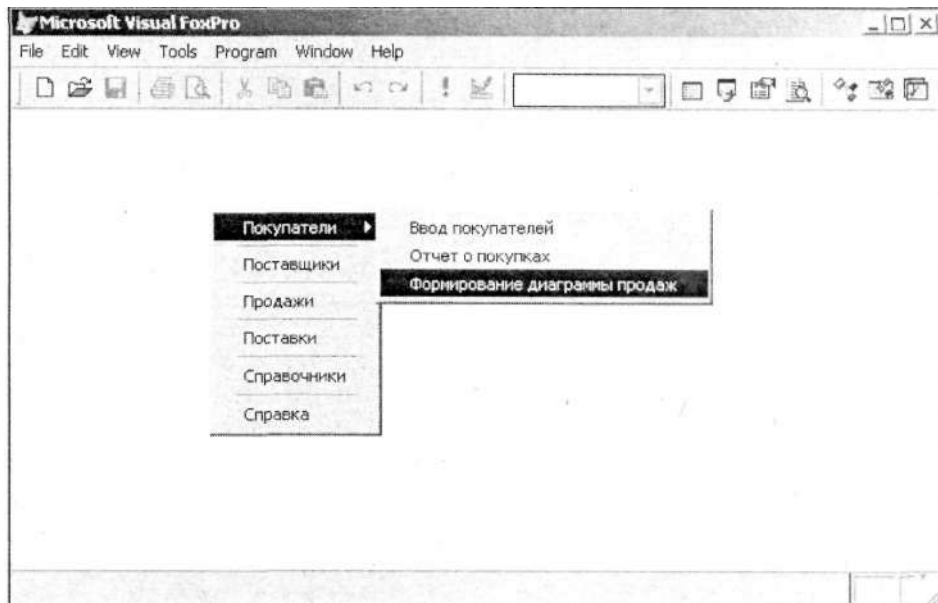 Microsoft Visual FoxPro
File Edit View Tools Program Window Help
Покупатели
Ввод покупателей
Отчет о покупках
Формирование диаграммы продаж
Поставщики
Продажи
Поставки
Справочники
Справка